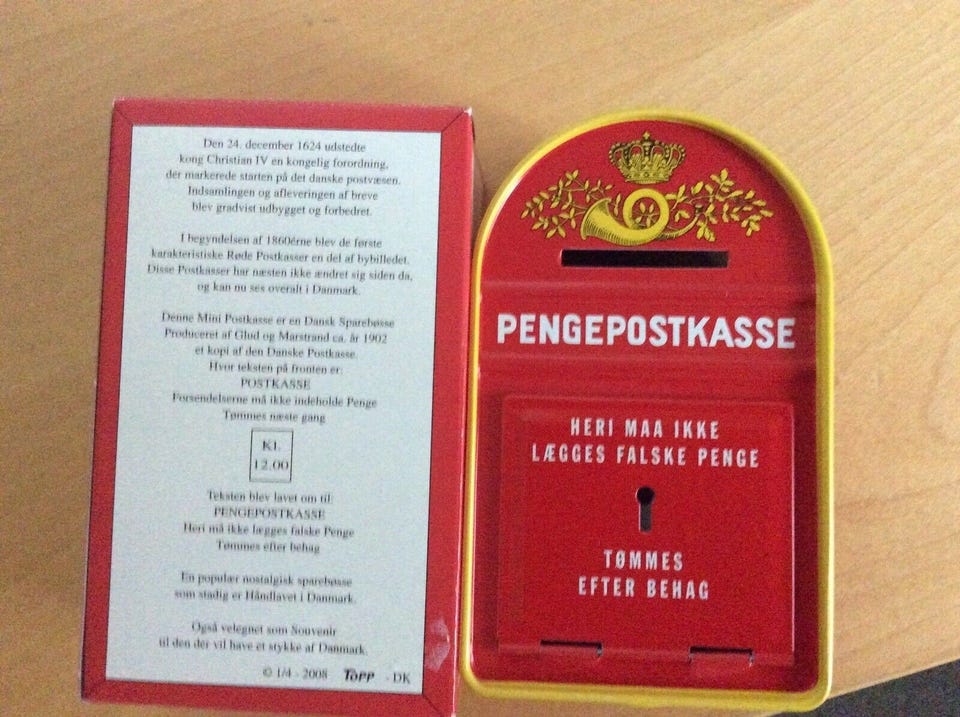 Den 24. december 1624 udstedte
kong Christian IV en kongelig forordning,
der markerede starten på det danske postvæsen.
Indsamlingen og afleveringen af breve
blev gradvist udbygget og forbedret.
I begyndelsen af 1860érne blev de første
karakteristiske Røde Postkasser en del af bybilledet.
Disse Postkasser har næsten ikke ændret sig siden da,
og kan nu ses overalt i Danmark.
Denne Mini Postkasse er en Dansk Sparebøsse
Produceret af Glud og Marstrand ca. år 1902
et kopi af den Danske Postkasse.
Hvor teksten på fronten er:
POSTKASSE
Forsendelserne må ikke indeholde Penge
Tømmes næste gang
Kl.
12.00
Teksten blev lavet om til:
PENGEPOSTKASSE
Heri må ikke lægges falske Penge
Tømmes efter behag
En populær nostalgisk sparebøsse
som stadig er Håndlavet i Danmark.
Også velegnet som Souvenir
til den der vil have et stykke af Danmark.
© 1/4 - 2008 TOPP - DK
PENGEPOSTKASSE
HERI MAA IKKE
LÆGGES FALSKE PENGE
TØMMES
EFTER BEHAG